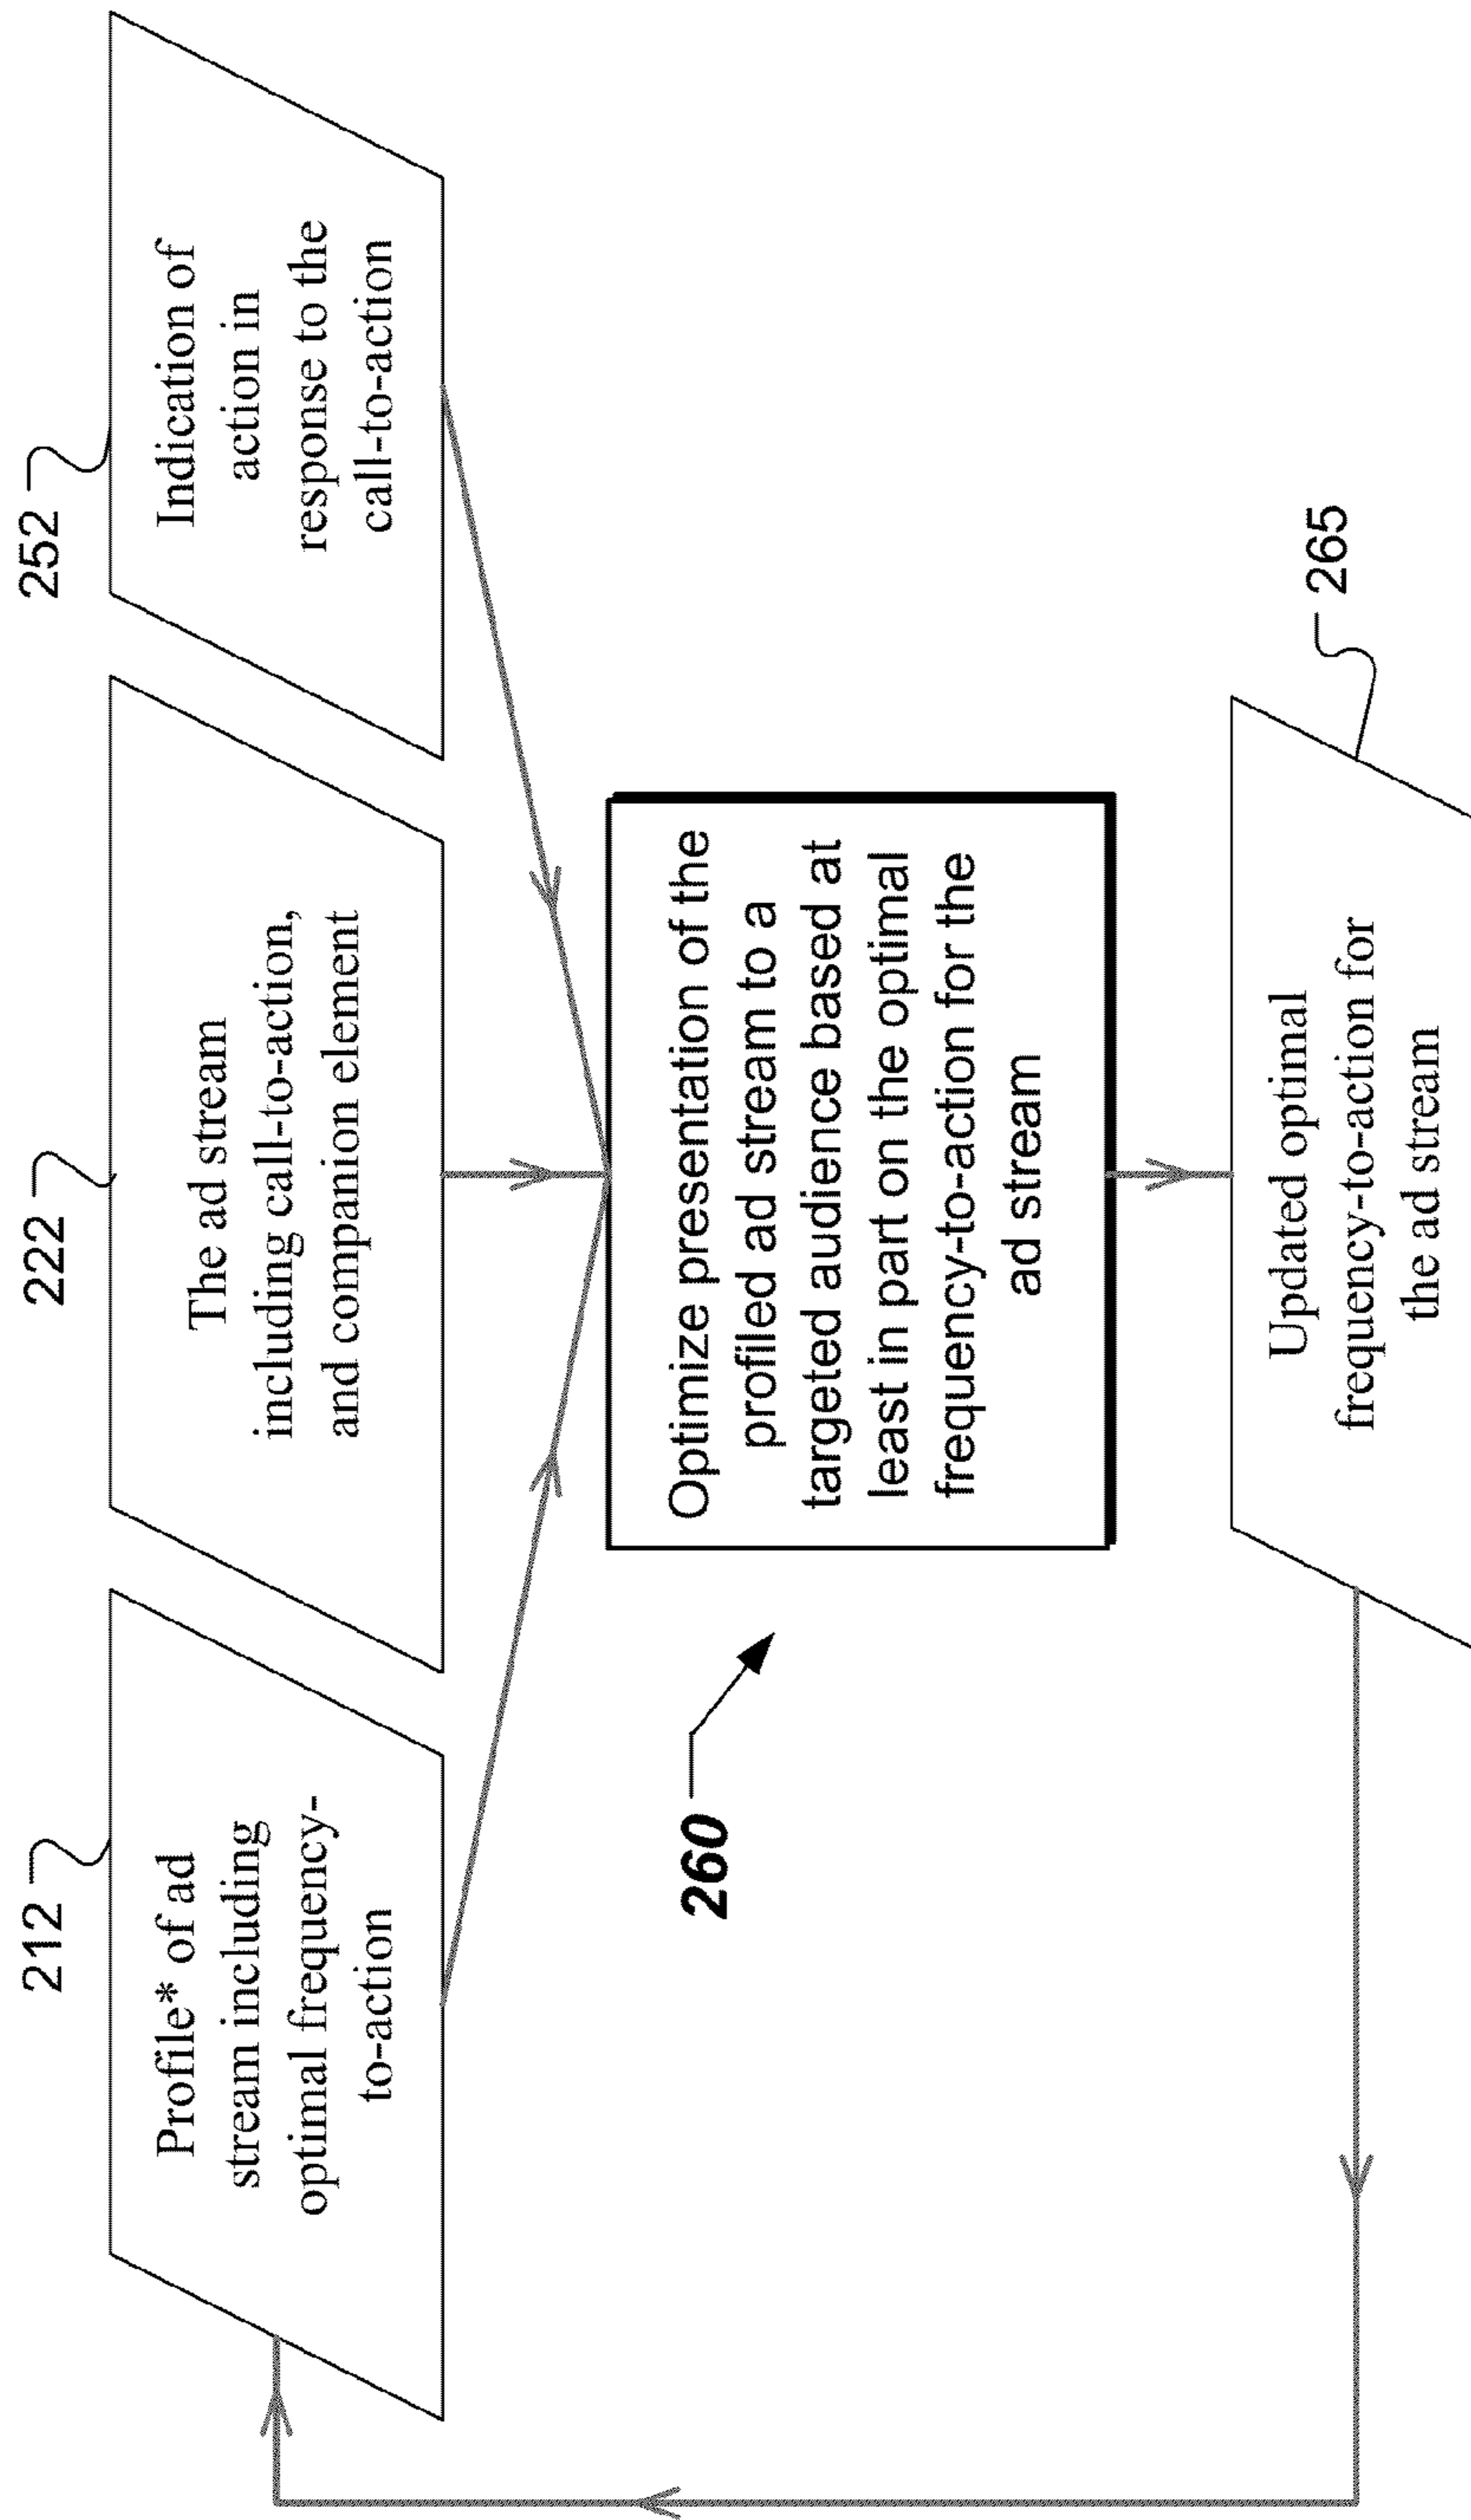 212
Profile* of ad
stream including
optimal frequency-
to-action
222
The ad stream
including call-to-action,
and companion element
252
Indication of
action in
response to the
call-to-action
260
Optimize presentation of the
profiled ad stream to a
targeted audience based at
least in part on the optimal
frequency-to-action for the
ad stream
265
Updated optimal
frequency-to-action for
the ad stream